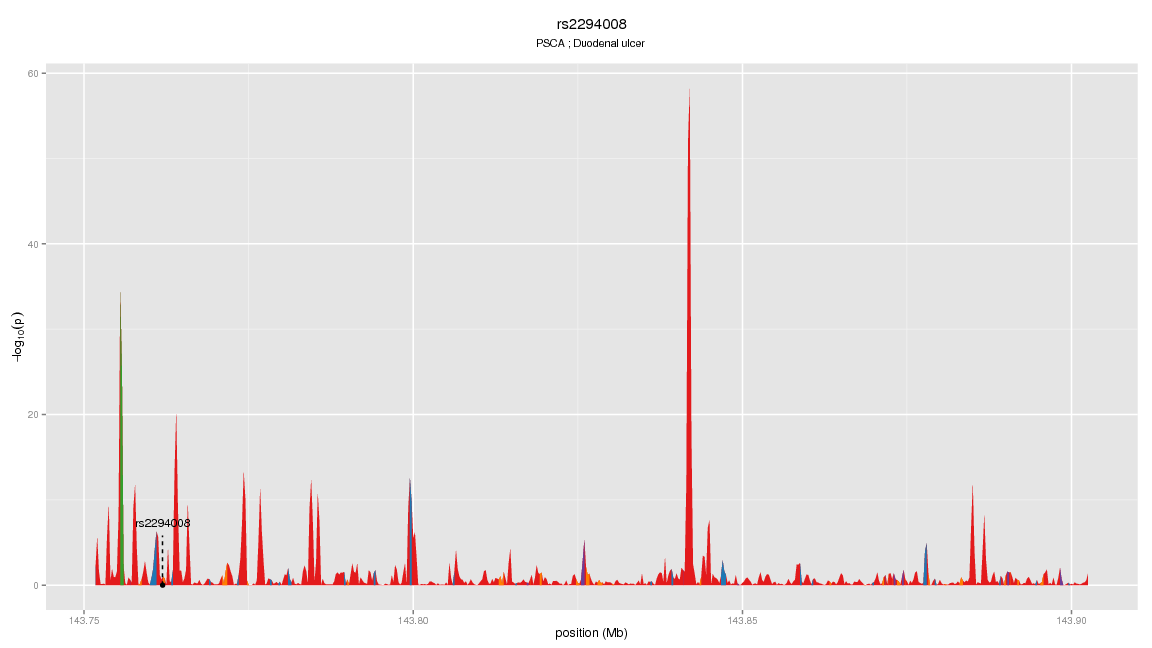 rs2294008
PSCA ; Duodenal ulcer
60
40
20
0
−log10(p)
rs2294008
143.75
143.80
143.85
143.90
position (Mb)